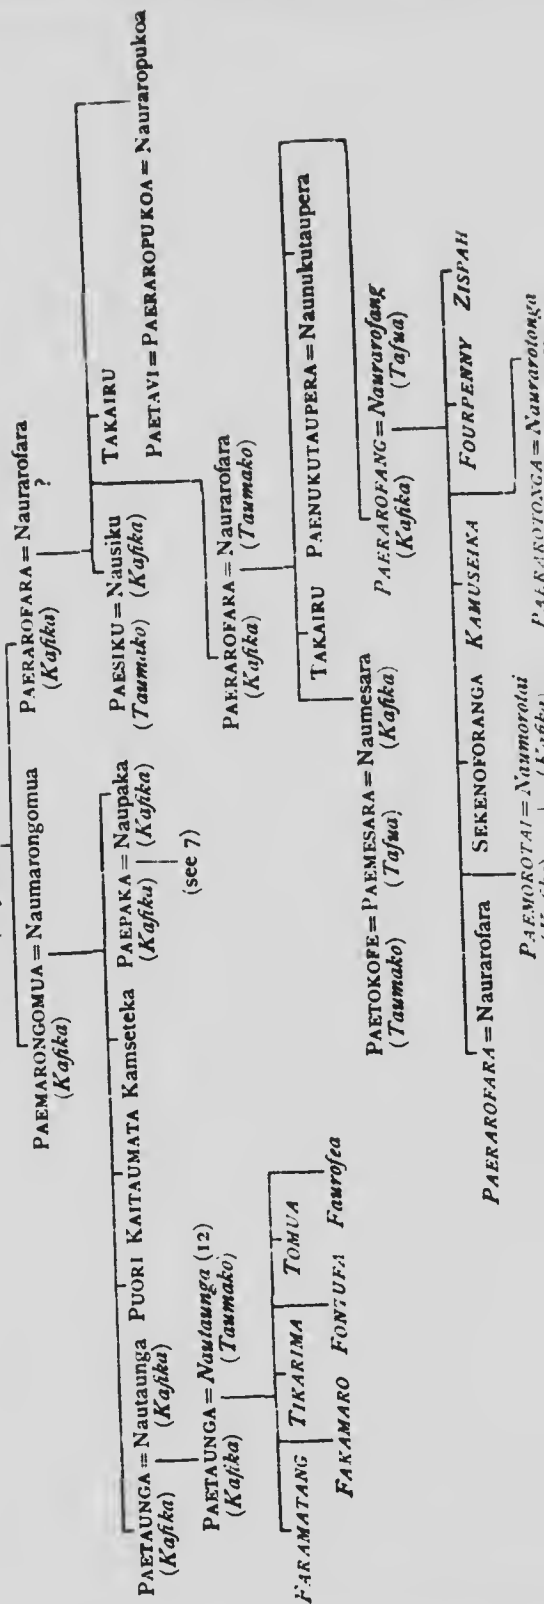 PAEMARONGOMUA = Naumarongomua
(Kafika)
PAERAROFARA = Naurarofara
(Kafika) ?
PAETAUNGA = Nautaunga PUORI KAITAUMATA Kamseteka PAEPAKA = Naupaka
(Kafika) (Kafika) (Kafika) (Kafika)
(see 7)
PAESIKU = Nausiku
(Taumako) (Kafika)
TAKAIRU
PAETAVI = PAERAROPUKOA = Nauraropukoa
PAETAUNGA = Nautaunga (12)
(Kafika) (Taumako)
PAERAROFARA = Naurarofara
(Kafika) (Taumako)
FARAMATANG TIKARIMA TOMUA
FAKAMARO FONTUFA Faurofea
PAETOKOFE = PAEMESARA = Naumesara
(Taumako) (Tafua) (Kafika)
TAKAIRU PAENUKUTAUPERA = Naunukutaupera
PAERAROFANG = Naurarofang
(Kafika) (Tafua)
PAERAROFARA = Naurarofara SEKENOFORANGA KAMUSEIKA FOURPENNY ZISPAH
PAEMOROTAI = Naumorotai
(Kafika) (Kafika)
PAERAROTONGA = Naurarotonga